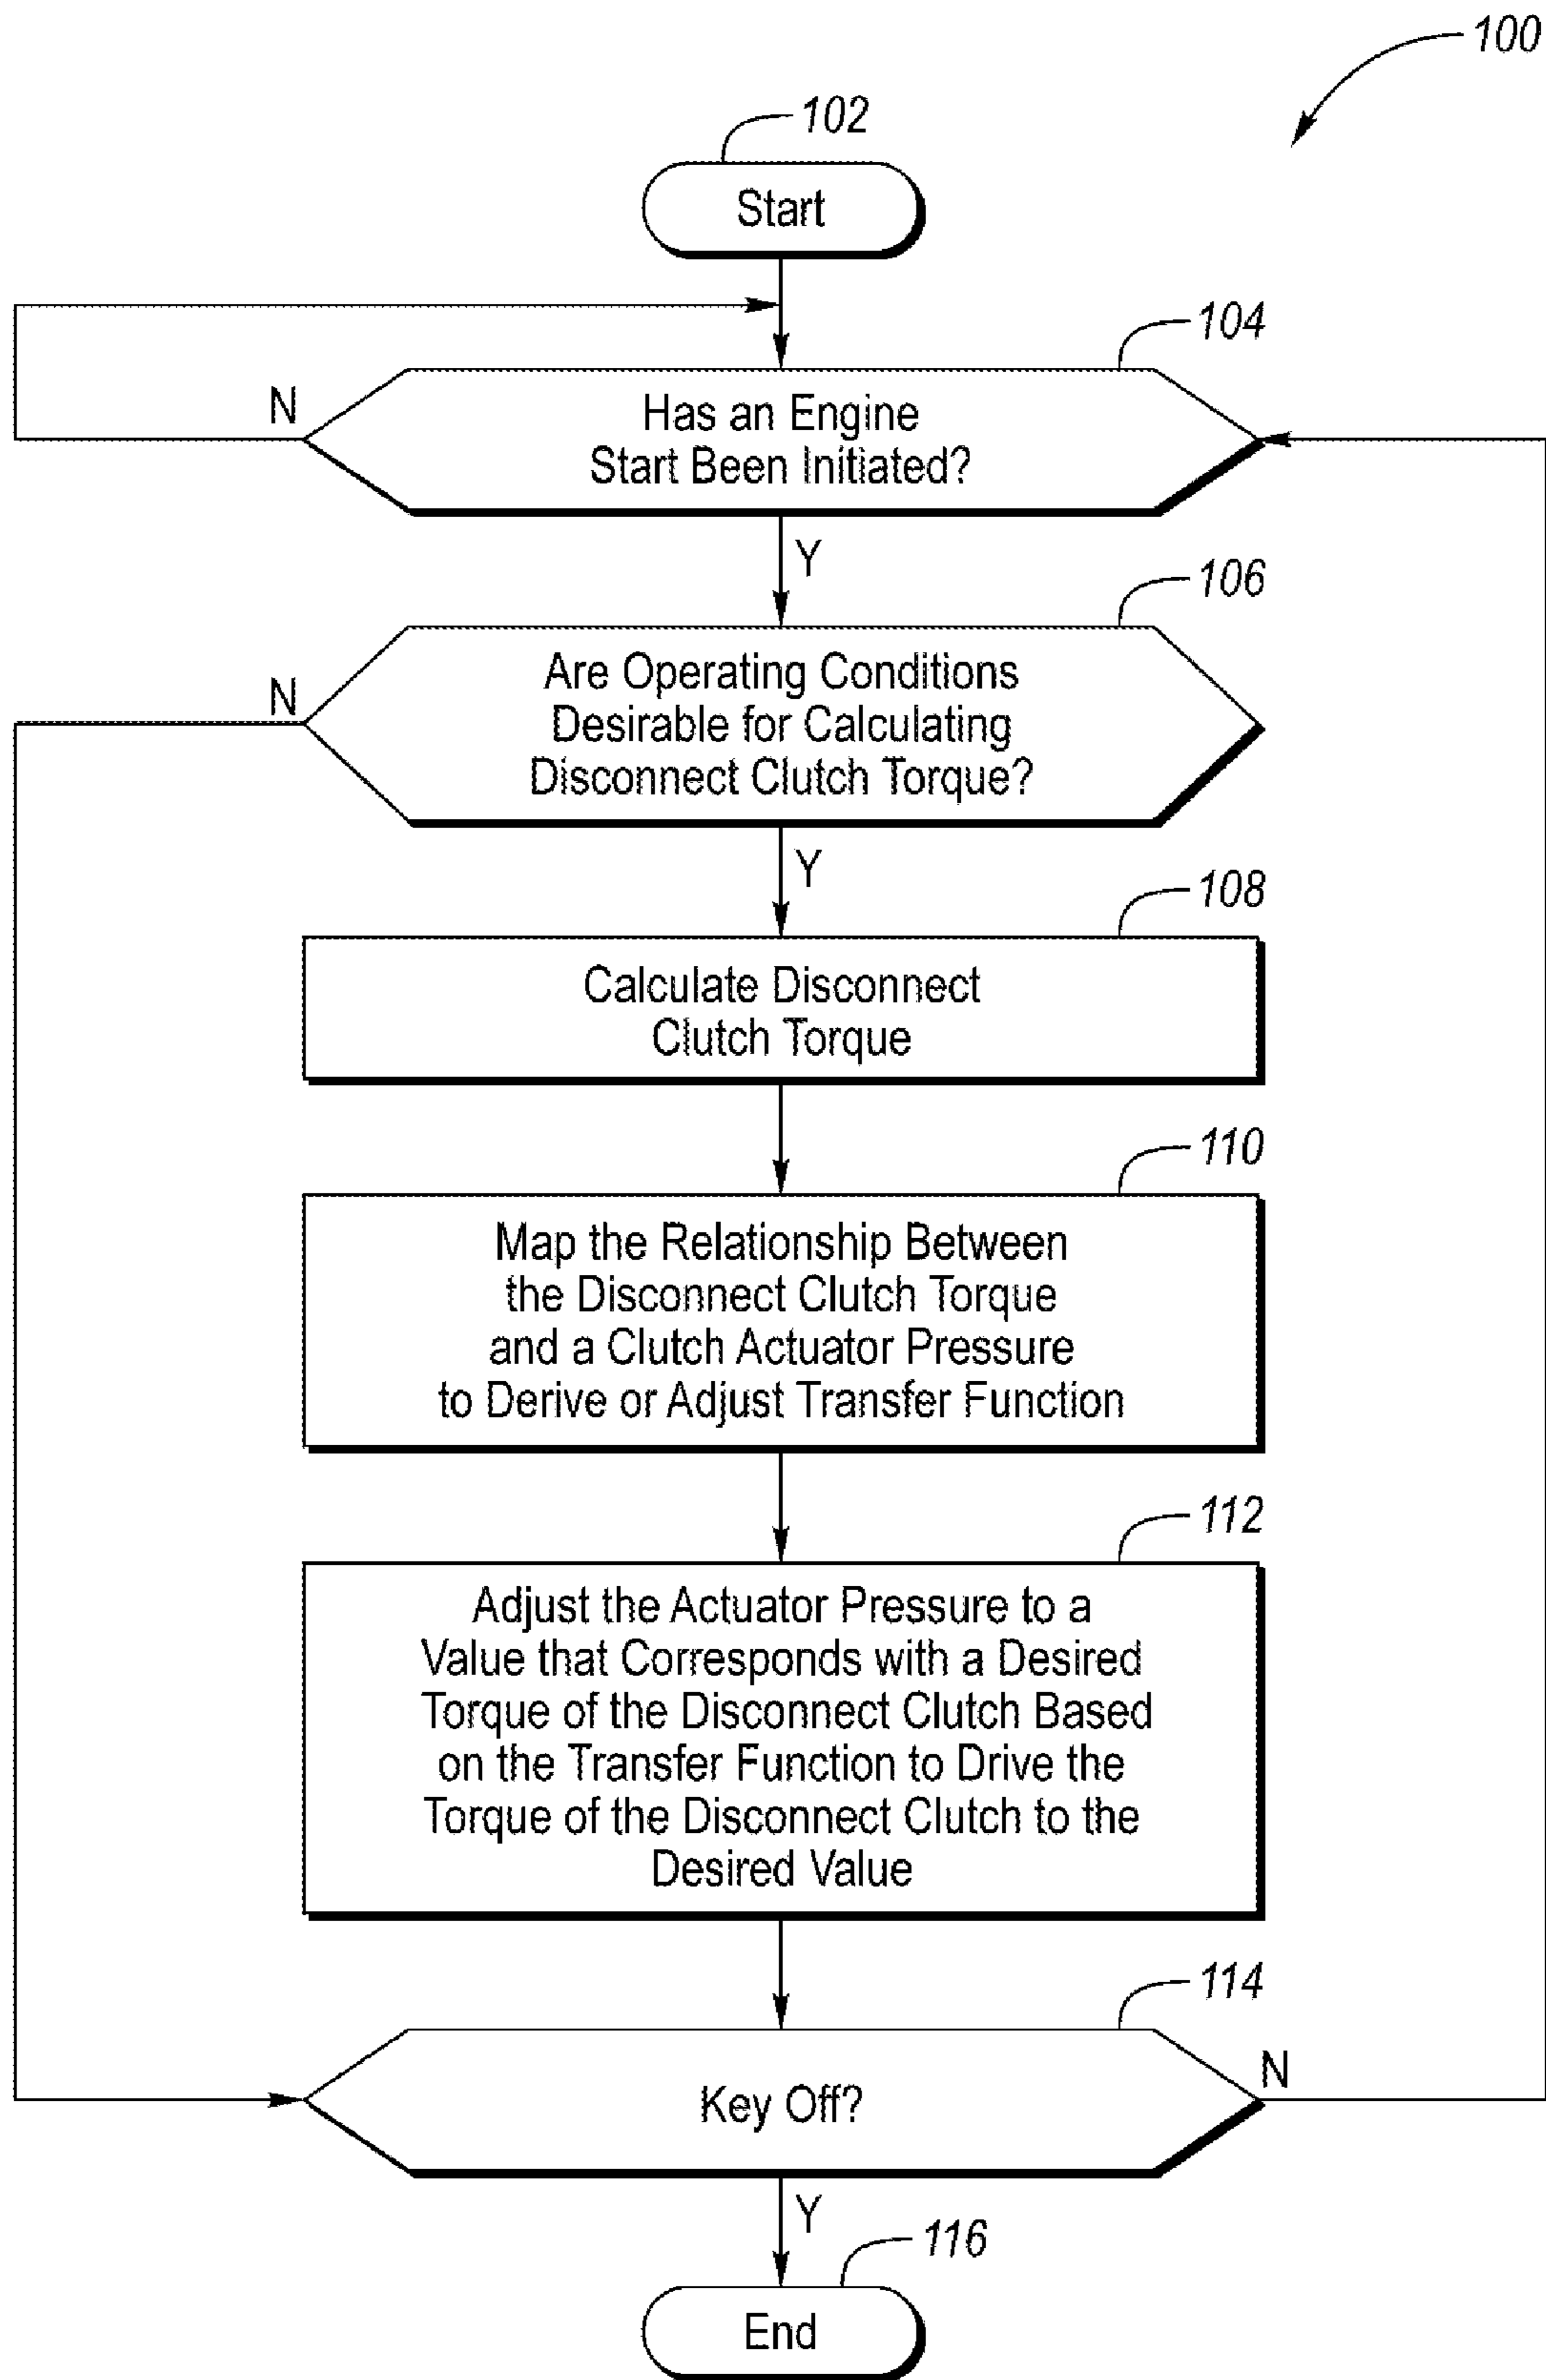 100
102
Start
104
N
Has an Engine
Start Been Initiated?
Y
106
N
Are Operating Conditions
Desirable for Calculating
Disconnect Clutch Torque?
Y
108
Calculate Disconnect
Clutch Torque
110
Map the Relationship Between
the Disconnect Clutch Torque
and a Clutch Actuator Pressure
to Derive or Adjust Transfer Function
112
Adjust the Actuator Pressure to a
Value that Corresponds with a Desired
Torque of the Disconnect Clutch Based
on the Transfer Function to Drive the
Torque of the Disconnect Clutch to the
Desired Value
114
Key Off?
N
Y
116
End